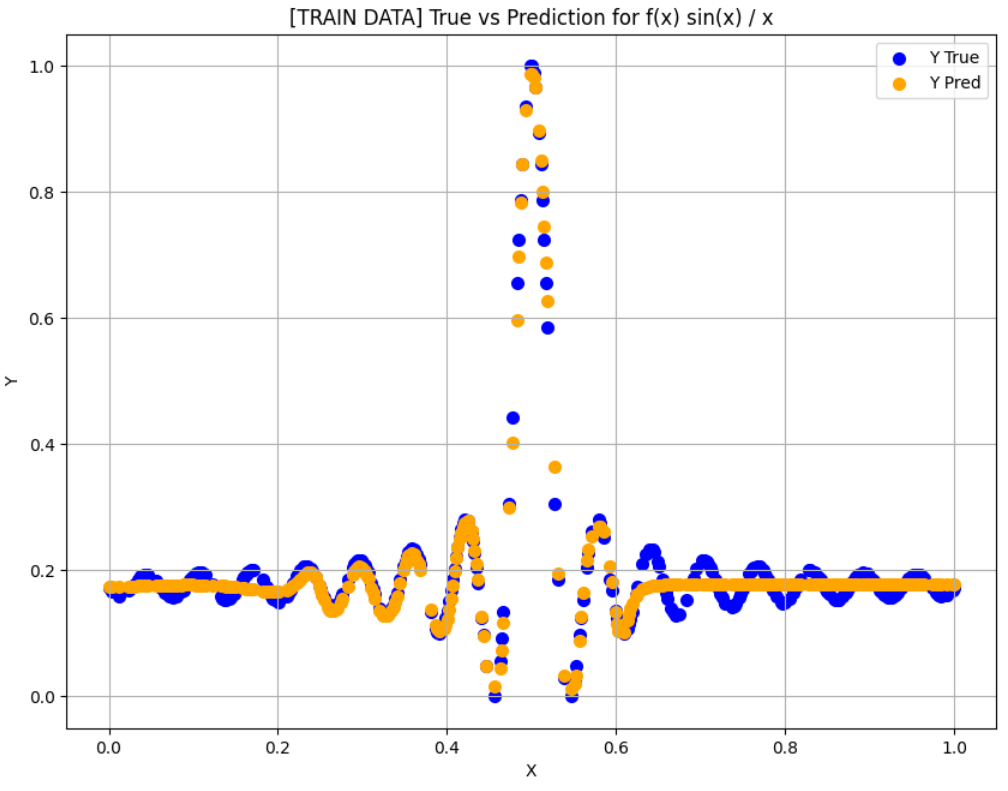 [TRAIN DATA] True vs Prediction for f(x) sin(x) / x
Y True
Y Pred
1.0
0.8
0.6
0.4
0.2
0.0
Y
0.0 0.2 0.4 0.6 0.8 1.0
X